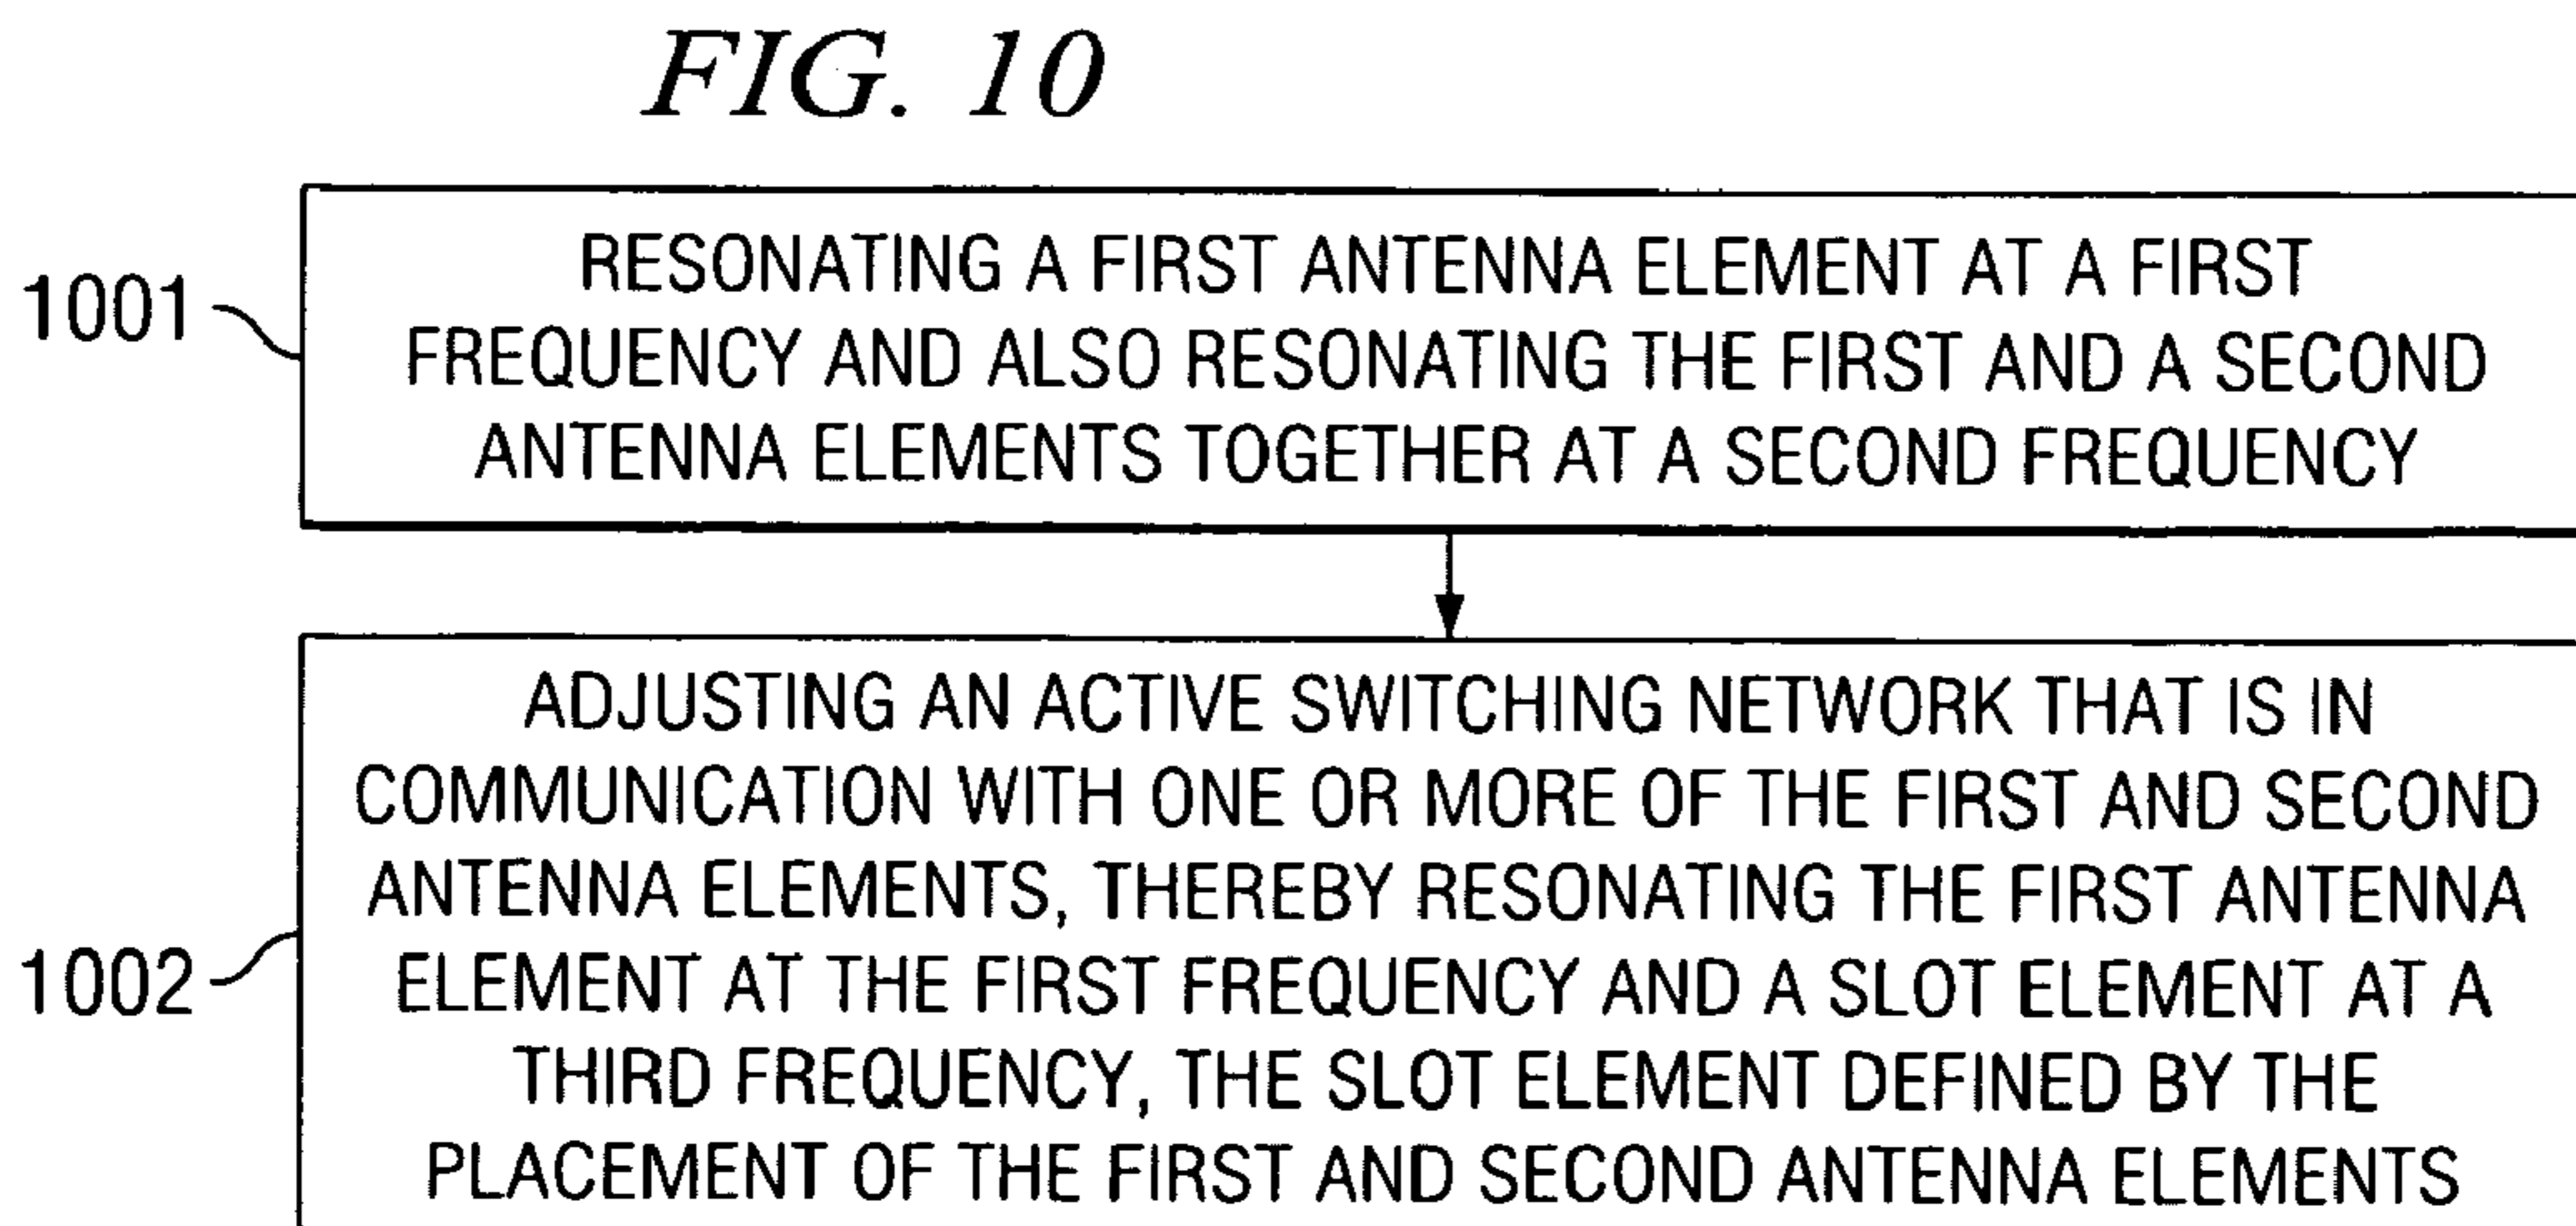 FIG. 10
1001
RESONATING A FIRST ANTENNA ELEMENT AT A FIRST
FREQUENCY AND ALSO RESONATING THE FIRST AND A SECOND
ANTENNA ELEMENTS TOGETHER AT A SECOND FREQUENCY
1002
ADJUSTING AN ACTIVE SWITCHING NETWORK THAT IS IN
COMMUNICATION WITH ONE OR MORE OF THE FIRST AND SECOND
ANTENNA ELEMENTS, THEREBY RESONATING THE FIRST ANTENNA
ELEMENT AT THE FIRST FREQUENCY AND A SLOT ELEMENT AT A
THIRD FREQUENCY, THE SLOT ELEMENT DEFINED BY THE
PLACEMENT OF THE FIRST AND SECOND ANTENNA ELEMENTS